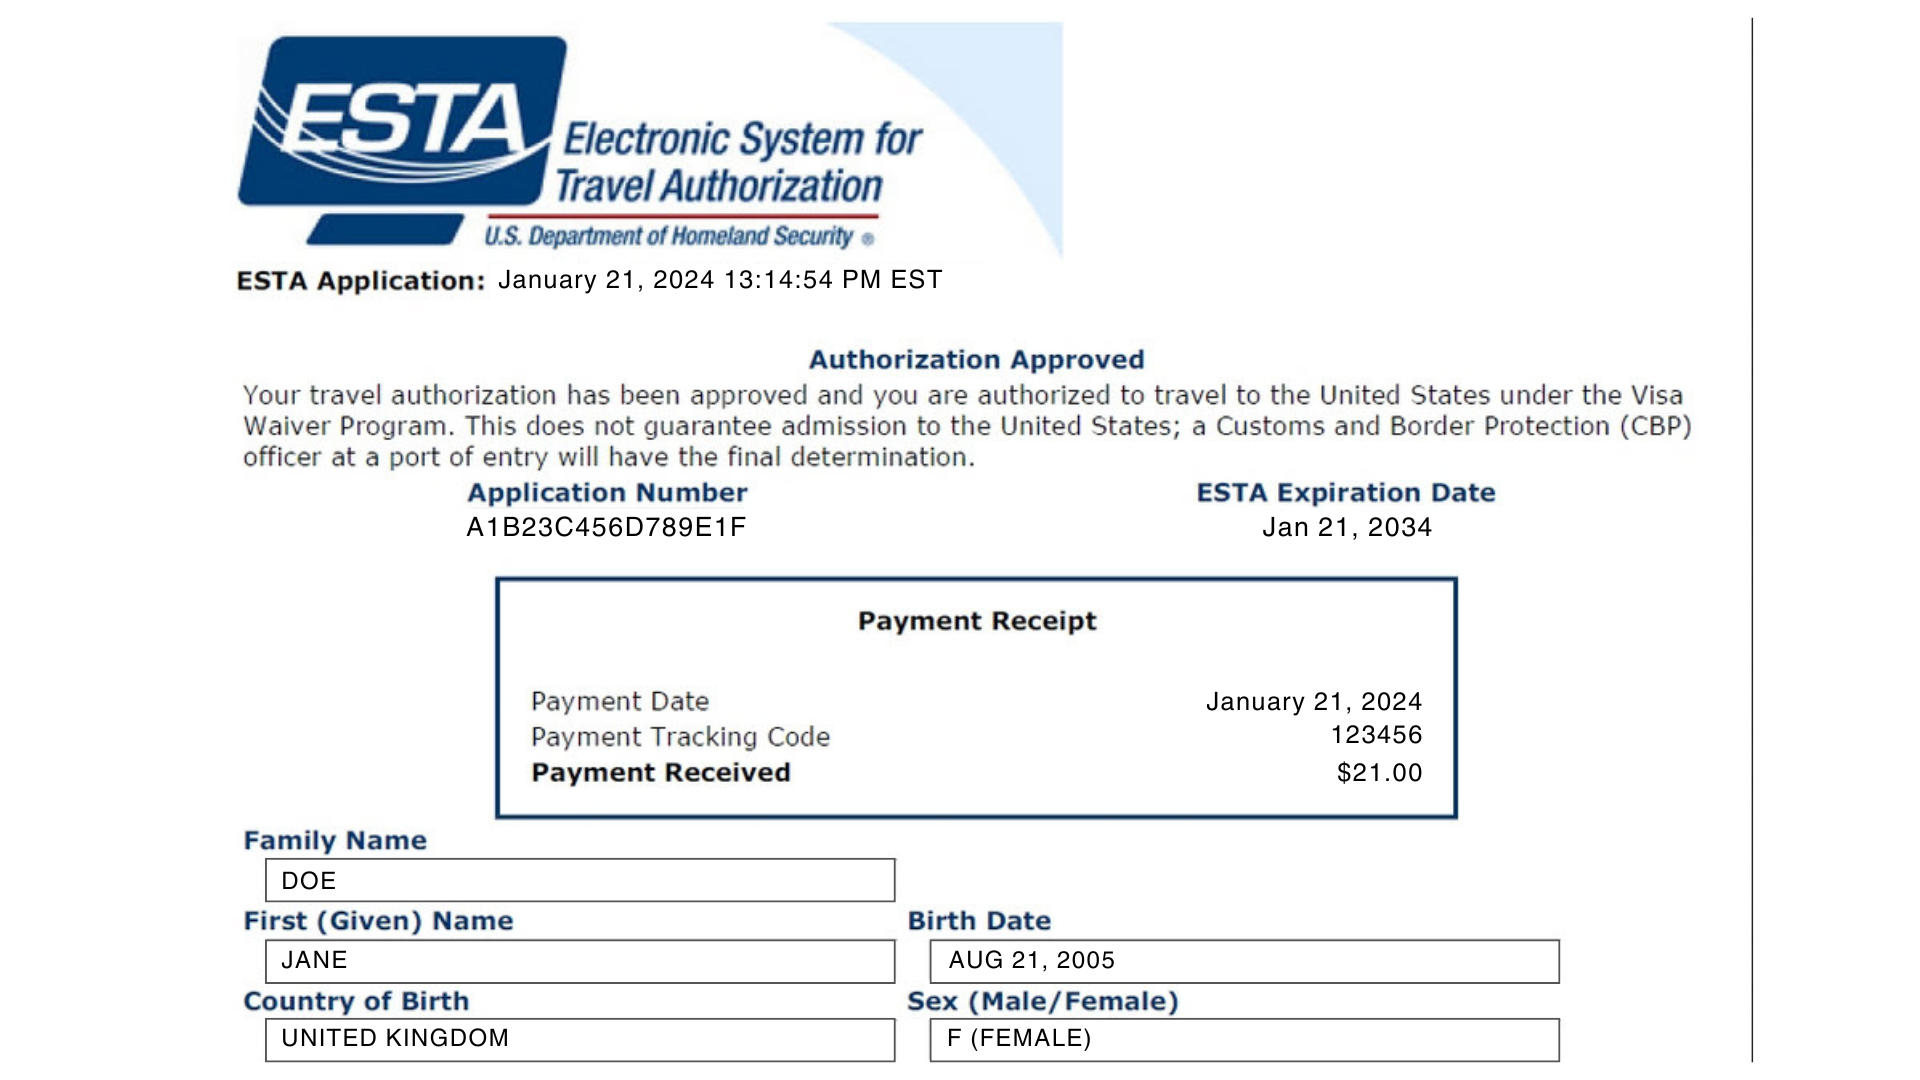 ESTA
Electronic System for
Travel Authorization
U.S. Department of Homeland Security ®
ESTA Application: January 21, 2024 13:14:54 PM EST
Authorization Approved
Your travel authorization has been approved and you are authorized to travel to the United States under the Visa
Waiver Program. This does not guarantee admission to the United States; a Customs and Border Protection (CBP)
officer at a port of entry will have the final determination.
Application Number ESTA Expiration Date
A1B23C456D789E1F Jan 21, 2034
Payment Receipt
Payment Date January 21, 2024
Payment Tracking Code 123456
Payment Received $21.00
Family Name
DOE
First (Given) Name Birth Date
JANE AUG 21, 2005
Country of Birth Sex (Male/Female)
UNITED KINGDOM F (FEMALE)